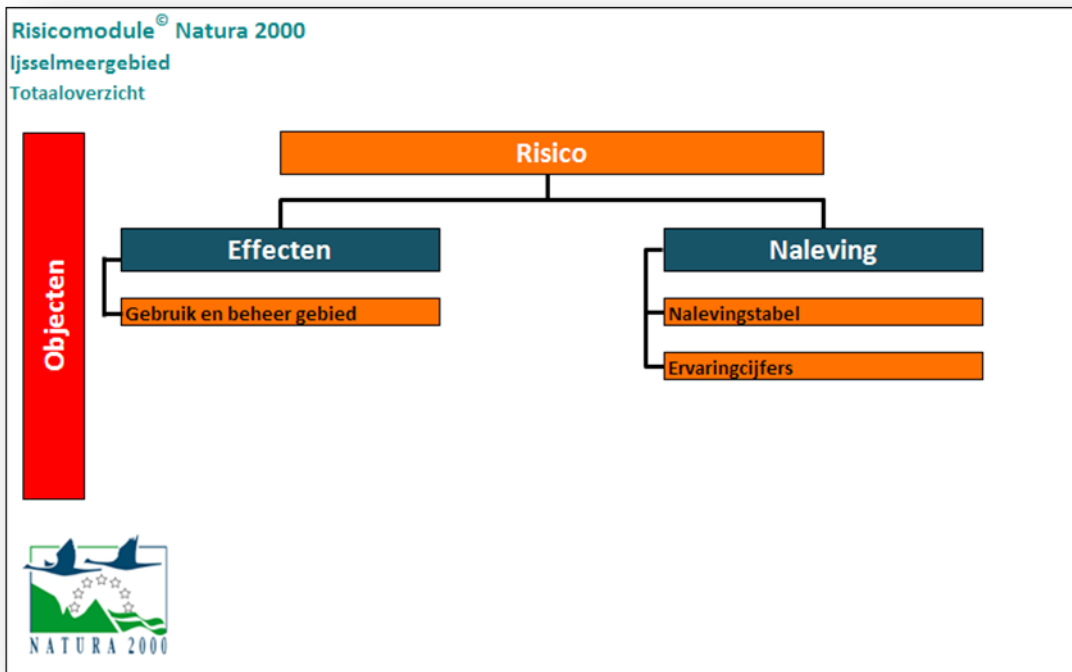 Risicomodule© Natura 2000
Ijsselmeergebied
Totaaloverzicht
Objecten
Risico
Effecten
Gebruik en beheer gebied
Naleving
Nalevingstabel
Ervaringcijfers
NATURA 2000